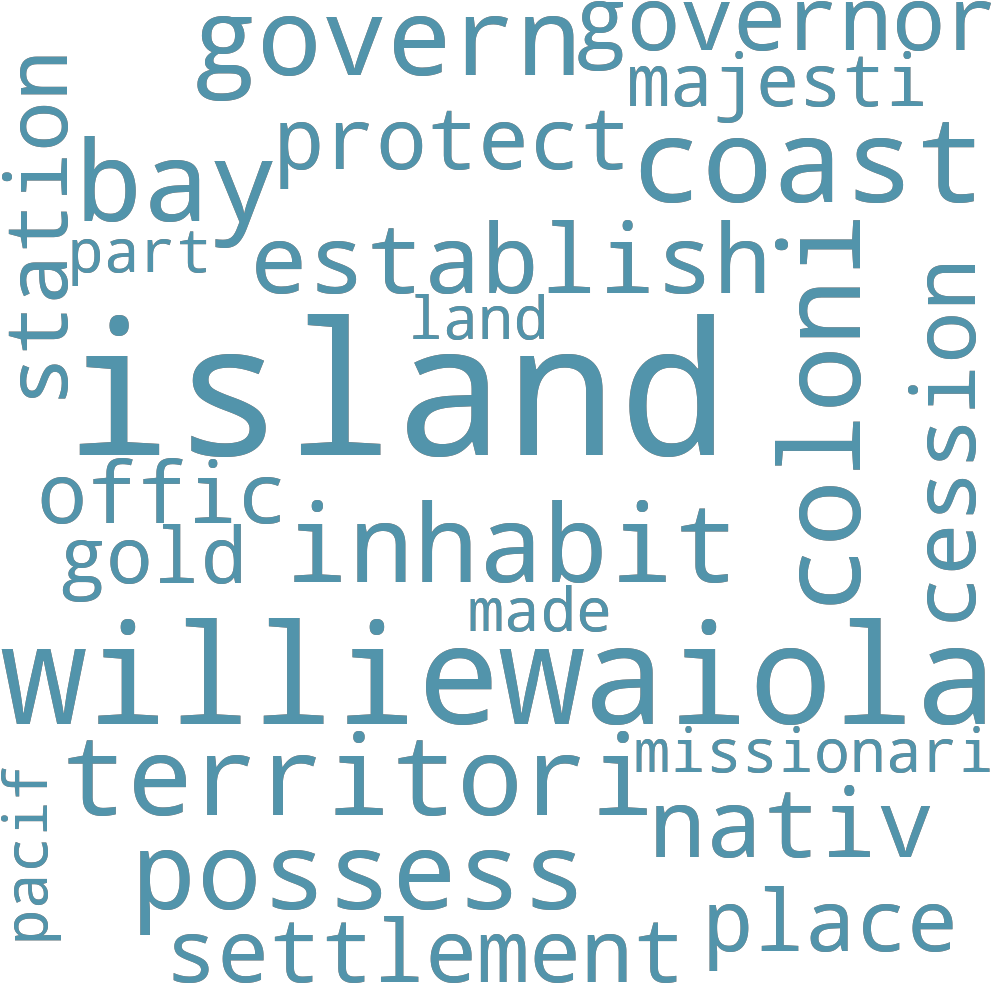 govern
governor
majesti
station
protect
bay
coast
part
establish
coloni
land
cession
island
offic
inhabit
gold
made
williewaiola
territori
missionari
pacif
nativ
possess
place
settlement